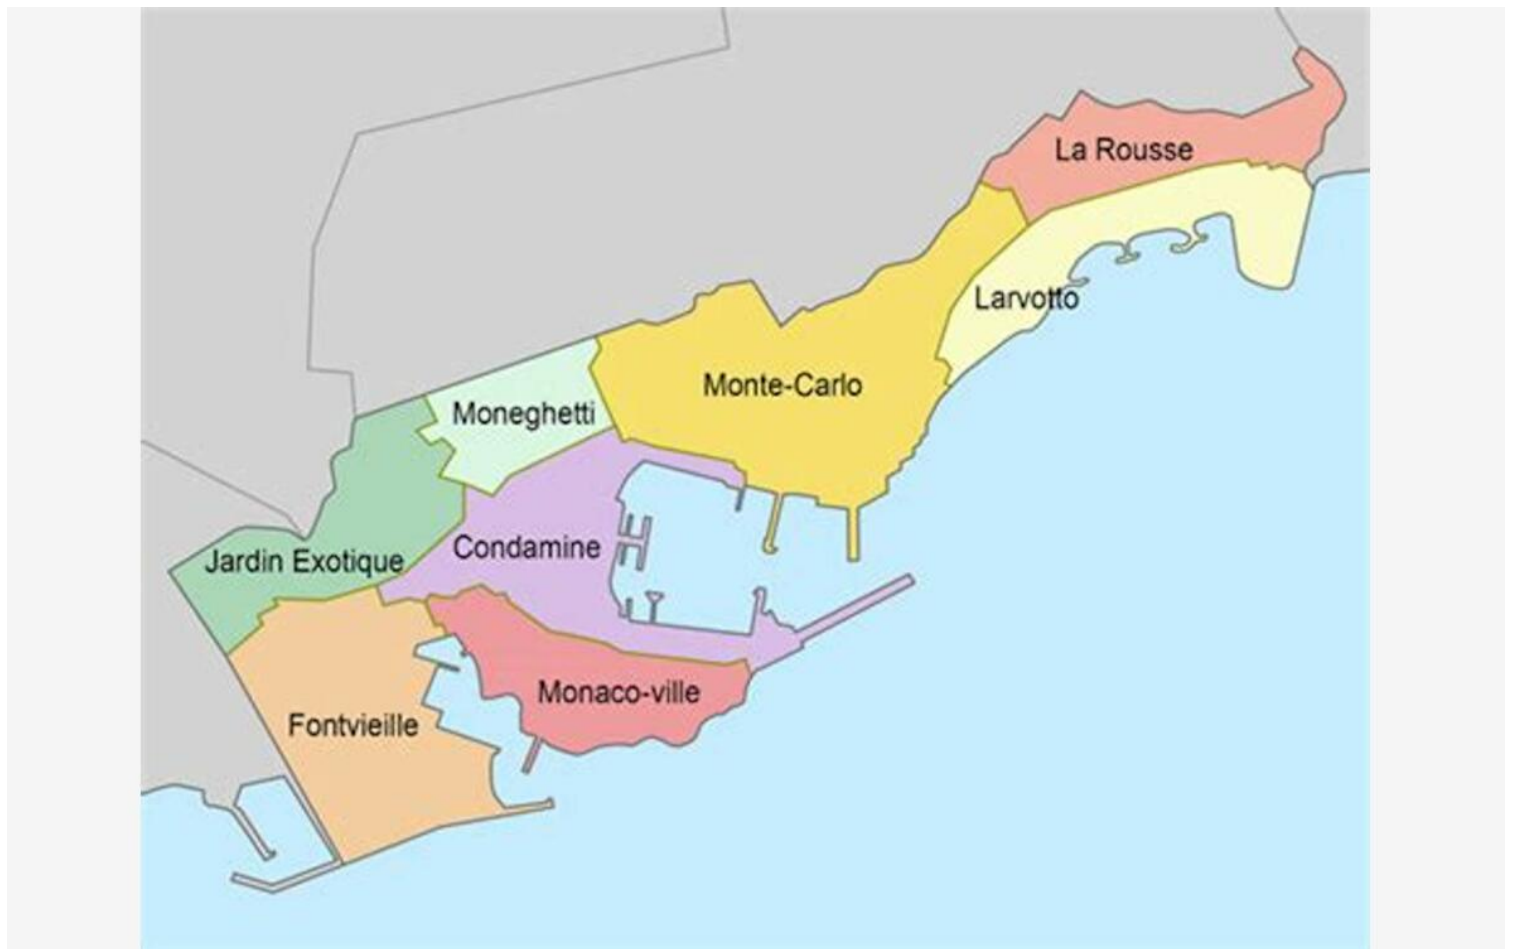 La Rousse
Larvotto
Monte-Carlo
Moneghetti
Condamine
Jardin Exotique
Monaco-ville
Fontvieille